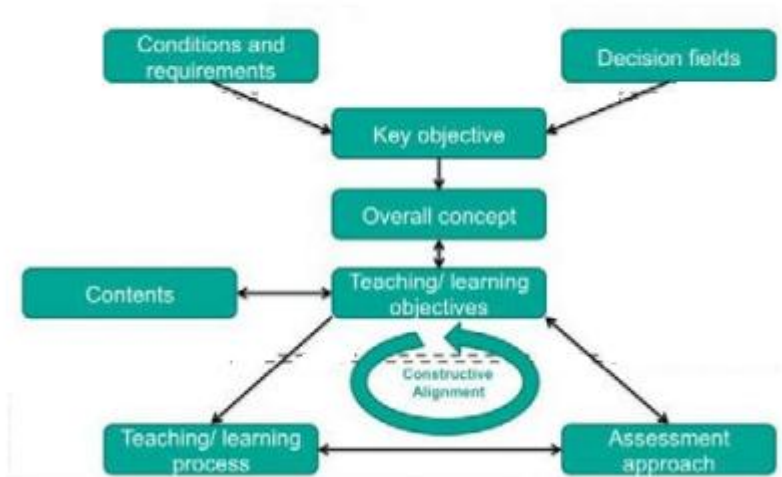 Conditions and
requirements
Decision fields
Key objective
Overall concept
Contents
Teaching/ learning
objectives
Constructive
Alignment
Teaching/ learning
process
Assessment
approach